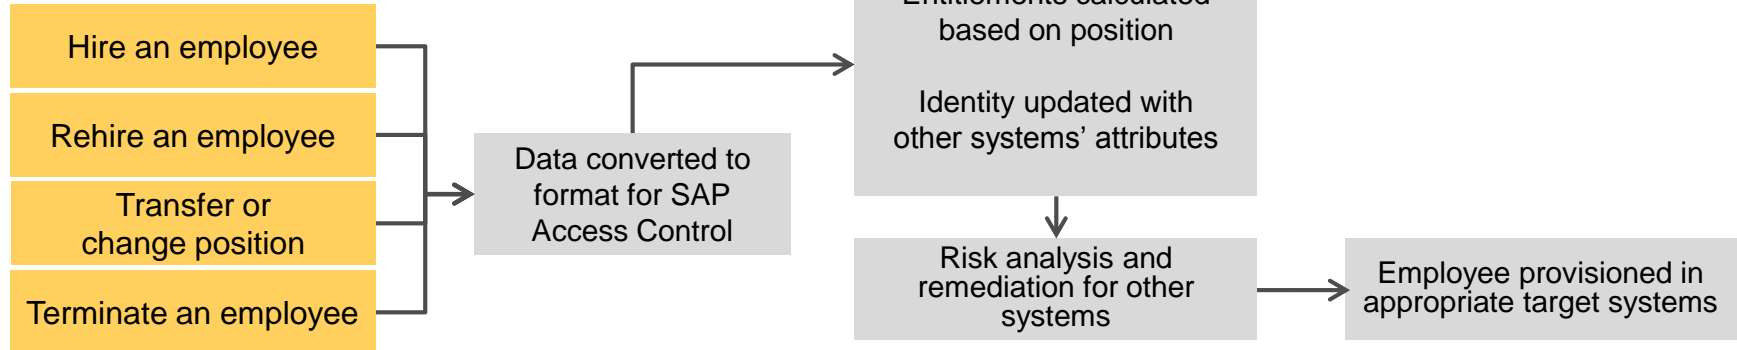 Hire an employee
Rehire an employee
Transfer or
change position
Terminate an employee
Data converted to
format for SAP
Access Control
Entitlements calculated
based on position
Identity updated with
other systems’ attributes
Risk analysis and
remediation for other
systems
Employee provisioned in
appropriate target systems